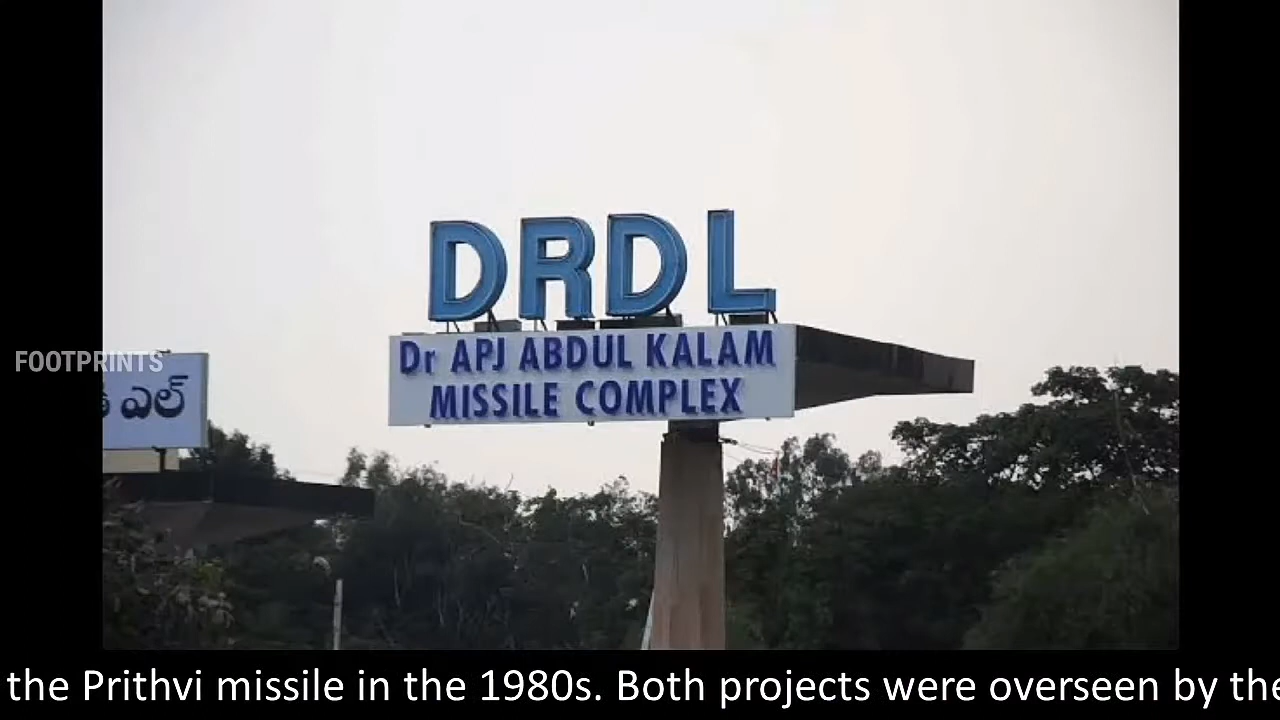 DRDL
Dr APJ ABDUL KALAM
MISSILE COMPLEX
FOOTPRINTS
ఎల్
the Prithvi missile in the 1980s. Both projects were overseen by the